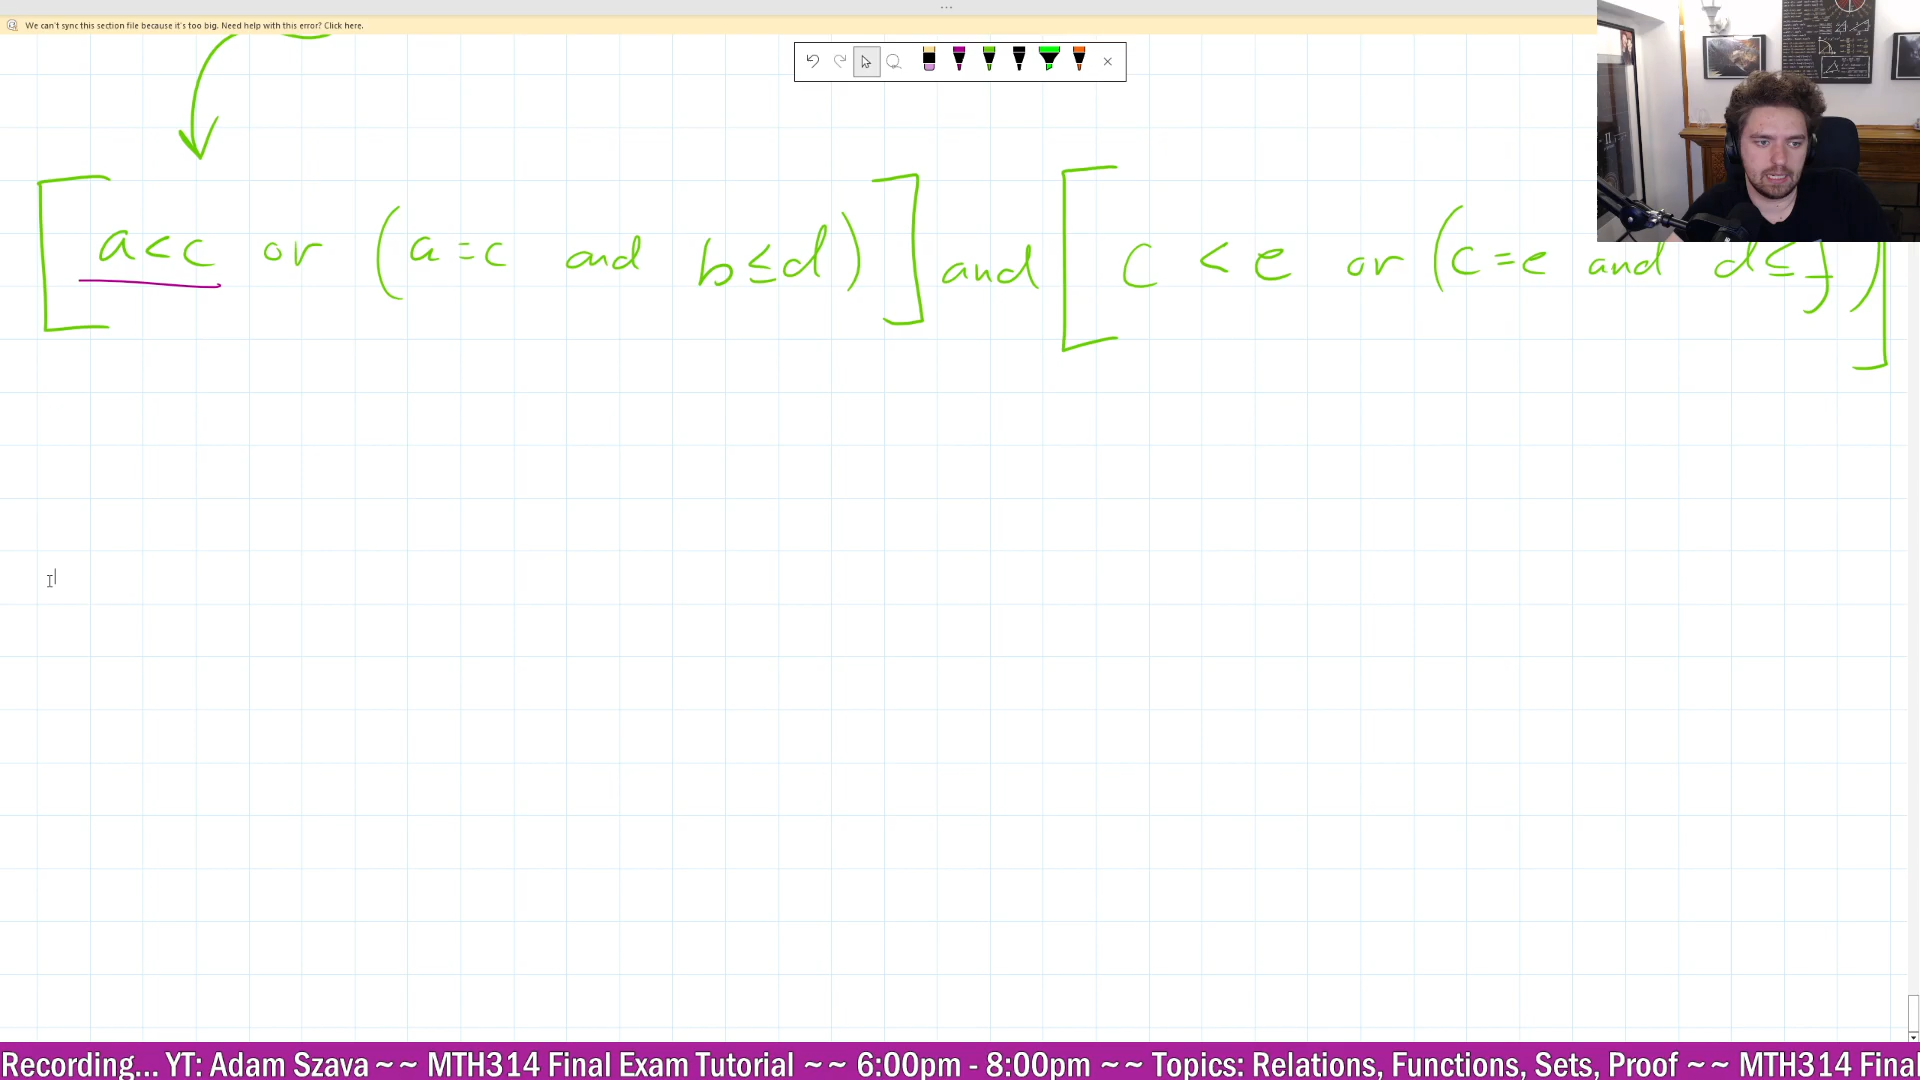 We can't sync this section file because it's too big. Need help with this error? Click here.
[ a < c or ( a = c and b ≤ d ) ] and [ c < e or ( c = e and d ≤ f ) ]
Recording... YT: Adam Szava ~~ MTH314 Final Exam Tutorial ~~ 6:00pm - 8:00pm ~~ Topics: Relations, Functions, Sets, Proof ~~ MTH314 Final